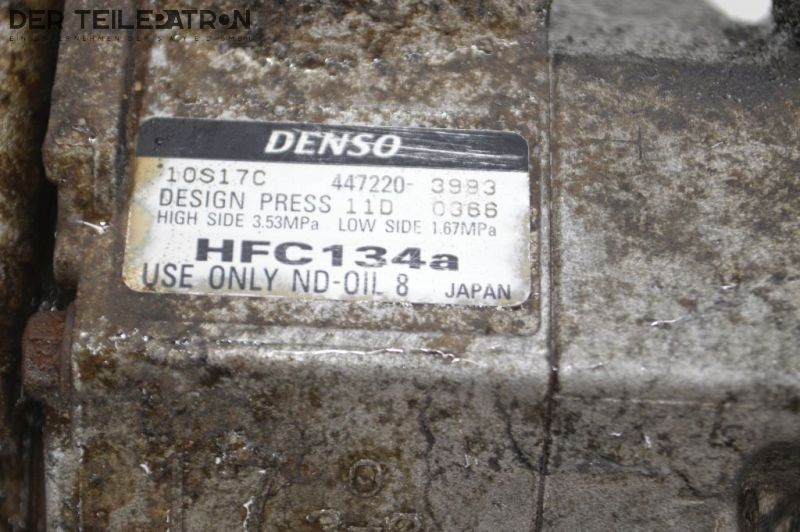 DER TEILEPATRON
DENSO
10S17C 447220-3993
DESIGN PRESS 11D 0366
HIGH SIDE 3.53MPa LOW SIDE 1.67MPa
HFC134a
USE ONLY ND-OIL 8 JAPAN